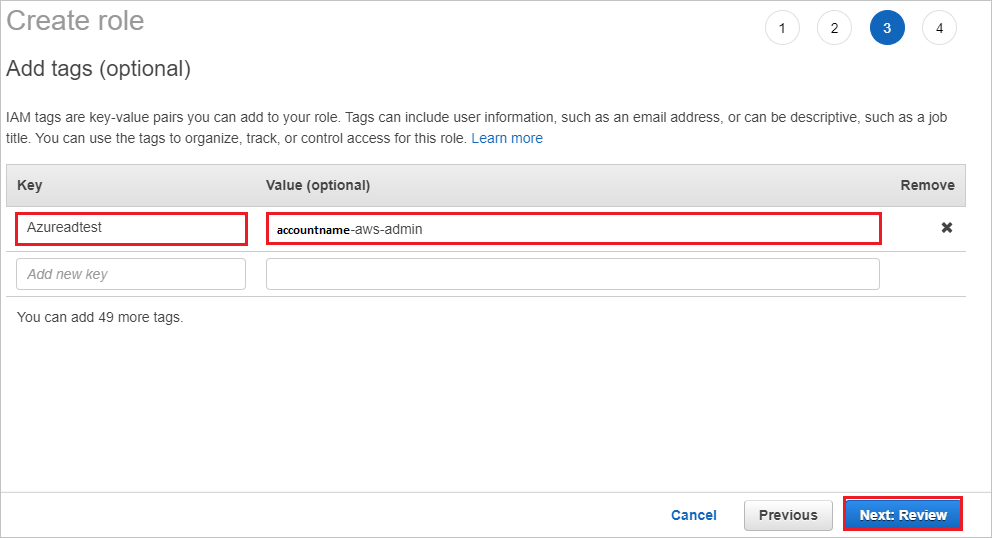 Create role
1 2 3 4
Add tags (optional)
IAM tags are key-value pairs you can add to your role. Tags can include user information, such as an email address, or can be descriptive, such as a job
title. You can use the tags to organize, track, or control access for this role. Learn more
Key Value (optional) Remove
Azureadtest accountname-aws-admin
Add new key
You can add 49 more tags.
Cancel Previous Next: Review